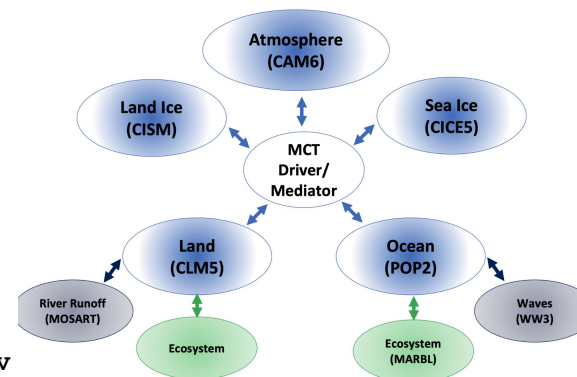 Atmosphere
(CAM6)
Land Ice
(CISM)
Sea Ice
(CICE5)
MCT
Driver/
Mediator
Land
(CLM5)
Ocean
(POP2)
River Runoff
(MOSART)
Waves
(WW3)
Ecosystem
Ecosystem
(MARBL)
v